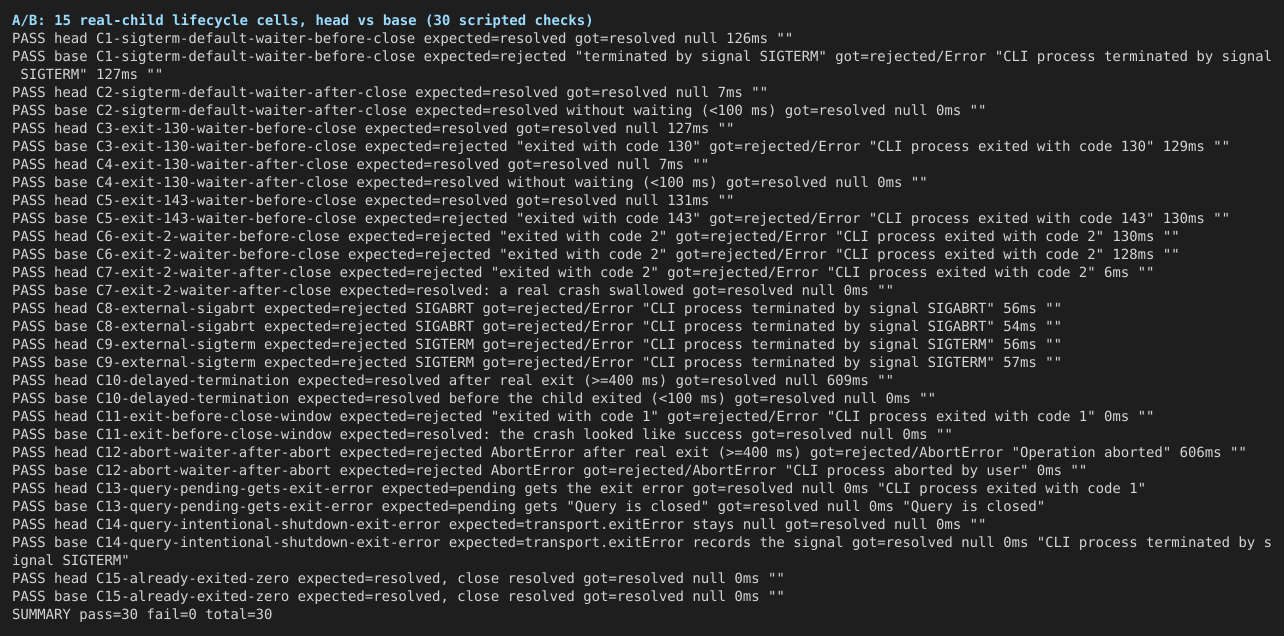 A/B: 15 real-child lifecycle cells, head vs base (30 scripted checks)
PASS head C1-sigterm-default-waiter-before-close expected=resolved got=resolved null 126ms ""
PASS base C1-sigterm-default-waiter-before-close expected=rejected "terminated by signal SIGTERM" got=rejected/Error "CLI process terminated by signal
 SIGTERM" 127ms ""
PASS head C2-sigterm-default-waiter-after-close expected=resolved got=resolved null 7ms ""
PASS base C2-sigterm-default-waiter-after-close expected=resolved without waiting (<100 ms) got=resolved null 0ms ""
PASS head C3-exit-130-waiter-before-close expected=resolved got=resolved null 127ms ""
PASS base C3-exit-130-waiter-before-close expected=rejected "exited with code 130" got=rejected/Error "CLI process exited with code 130" 129ms ""
PASS head C4-exit-130-waiter-after-close expected=resolved got=resolved null 7ms ""
PASS base C4-exit-130-waiter-after-close expected=resolved without waiting (<100 ms) got=resolved null 0ms ""
PASS head C5-exit-143-waiter-before-close expected=resolved got=resolved null 131ms ""
PASS base C5-exit-143-waiter-before-close expected=rejected "exited with code 143" got=rejected/Error "CLI process exited with code 143" 130ms ""
PASS head C6-exit-2-waiter-before-close expected=rejected "exited with code 2" got=rejected/Error "CLI process exited with code 2" 130ms ""
PASS base C6-exit-2-waiter-before-close expected=rejected "exited with code 2" got=rejected/Error "CLI process exited with code 2" 128ms ""
PASS head C7-exit-2-waiter-after-close expected=rejected "exited with code 2" got=rejected/Error "CLI process exited with code 2" 6ms ""
PASS base C7-exit-2-waiter-after-close expected=resolved: a real crash swallowed got=resolved null 0ms ""
PASS head C8-external-sigabrt expected=rejected SIGABRT got=rejected/Error "CLI process terminated by signal SIGABRT" 56ms ""
PASS base C8-external-sigabrt expected=rejected SIGABRT got=rejected/Error "CLI process terminated by signal SIGABRT" 54ms ""
PASS head C9-external-sigterm expected=rejected SIGTERM got=rejected/Error "CLI process terminated by signal SIGTERM" 56ms ""
PASS base C9-external-sigterm expected=rejected SIGTERM got=rejected/Error "CLI process terminated by signal SIGTERM" 57ms ""
PASS head C10-delayed-termination expected=resolved after real exit (>=400 ms) got=resolved null 609ms ""
PASS base C10-delayed-termination expected=resolved before the child exited (<100 ms) got=resolved null 0ms ""
PASS head C11-exit-before-close-window expected=rejected "exited with code 1" got=rejected/Error "CLI process exited with code 1" 0ms ""
PASS base C11-exit-before-close-window expected=resolved: the crash looked like success got=resolved null 0ms ""
PASS head C12-abort-waiter-after-abort expected=rejected AbortError after real exit (>=400 ms) got=rejected/AbortError "Operation aborted" 606ms ""
PASS base C12-abort-waiter-after-abort expected=rejected AbortError got=rejected/AbortError "CLI process aborted by user" 0ms ""
PASS head C13-query-pending-gets-exit-error expected=pending gets the exit error got=resolved null 0ms "CLI process exited with code 1"
PASS base C13-query-pending-gets-exit-error expected=pending gets "Query is closed" got=resolved null 0ms "Query is closed"
PASS head C14-query-intentional-shutdown-exit-error expected=transport.exitError stays null got=resolved null 0ms ""
PASS base C14-query-intentional-shutdown-exit-error expected=transport.exitError records the signal got=resolved null 0ms "CLI process terminated by s
ignal SIGTERM"
PASS head C15-already-exited-zero expected=resolved, close resolved got=resolved null 0ms ""
PASS base C15-already-exited-zero expected=resolved, close resolved got=resolved null 0ms ""
SUMMARY pass=30 fail=0 total=30